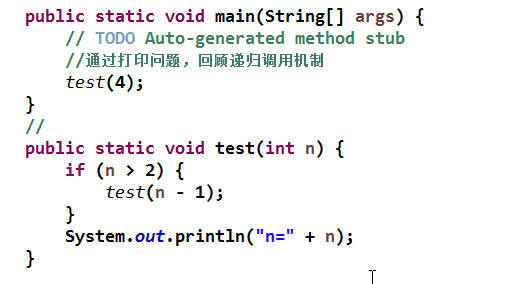 public static void main(String[] args) {
    // TODO Auto-generated method stub
    //通过打印问题，回顾递归调用机制
    test(4);
}
//
public static void test(int n) {
    if (n > 2) {
        test(n - 1);
    }
    System.out.println("n=" + n);
}